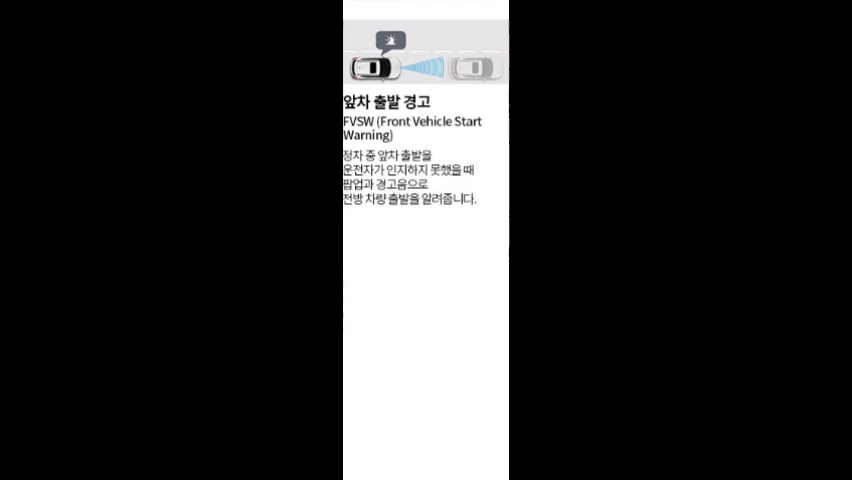 앞차 출발 경고
FVSW (Front Vehicle Start
Warning)
정차 중 앞차 출발을
운전자가 인지하지 못했을 때
팝업과 경고음으로
전방 차량 출발을 알려줍니다.